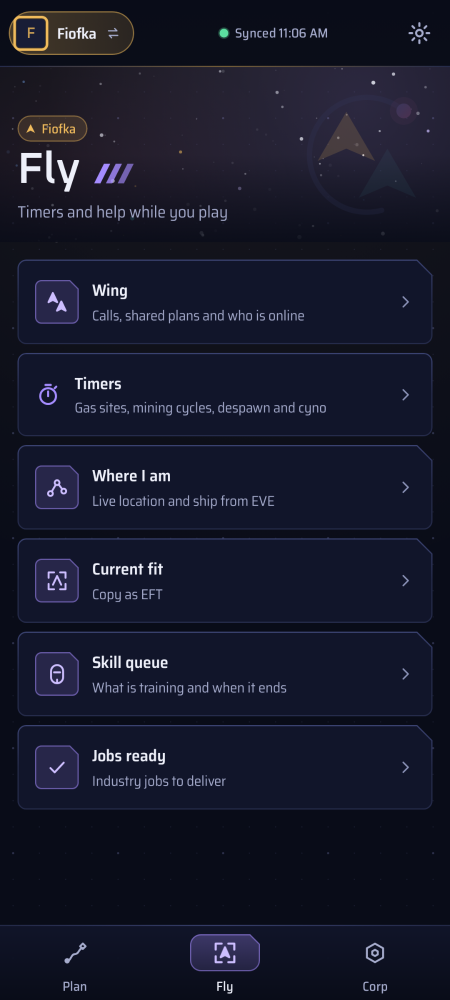 F Fiofka
Synced 11:06 AM
Fiofka
Fly
Timers and help while you play
Wing
Calls, shared plans and who is online
Timers
Gas sites, mining cycles, despawn and cyno
Where I am
Live location and ship from EVE
Current fit
Copy as EFT
Skill queue
What is training and when it ends
Jobs ready
Industry jobs to deliver
Plan
Fly
Corp